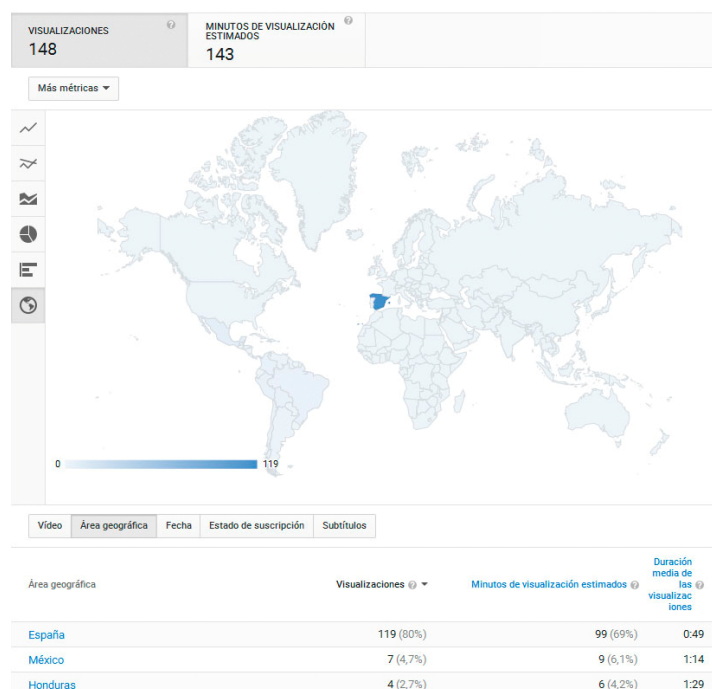 VISUALIZACIONES
148
MINUTOS DE VISUALIZACIÓN
ESTIMADOS
143
Más métricas
0
119
Vídeo Área geográfica Fecha Estado de suscripción Subtítulos
Área geográfica Visualizaciones Minutos de visualización estimados Duración
media de
las
visualizac
iones
España 119 (80%) 99 (69%) 0:49
México 7 (4,7%) 9 (6,1%) 1:14
Honduras 4 (2,7%) 6 (4,2%) 1:29